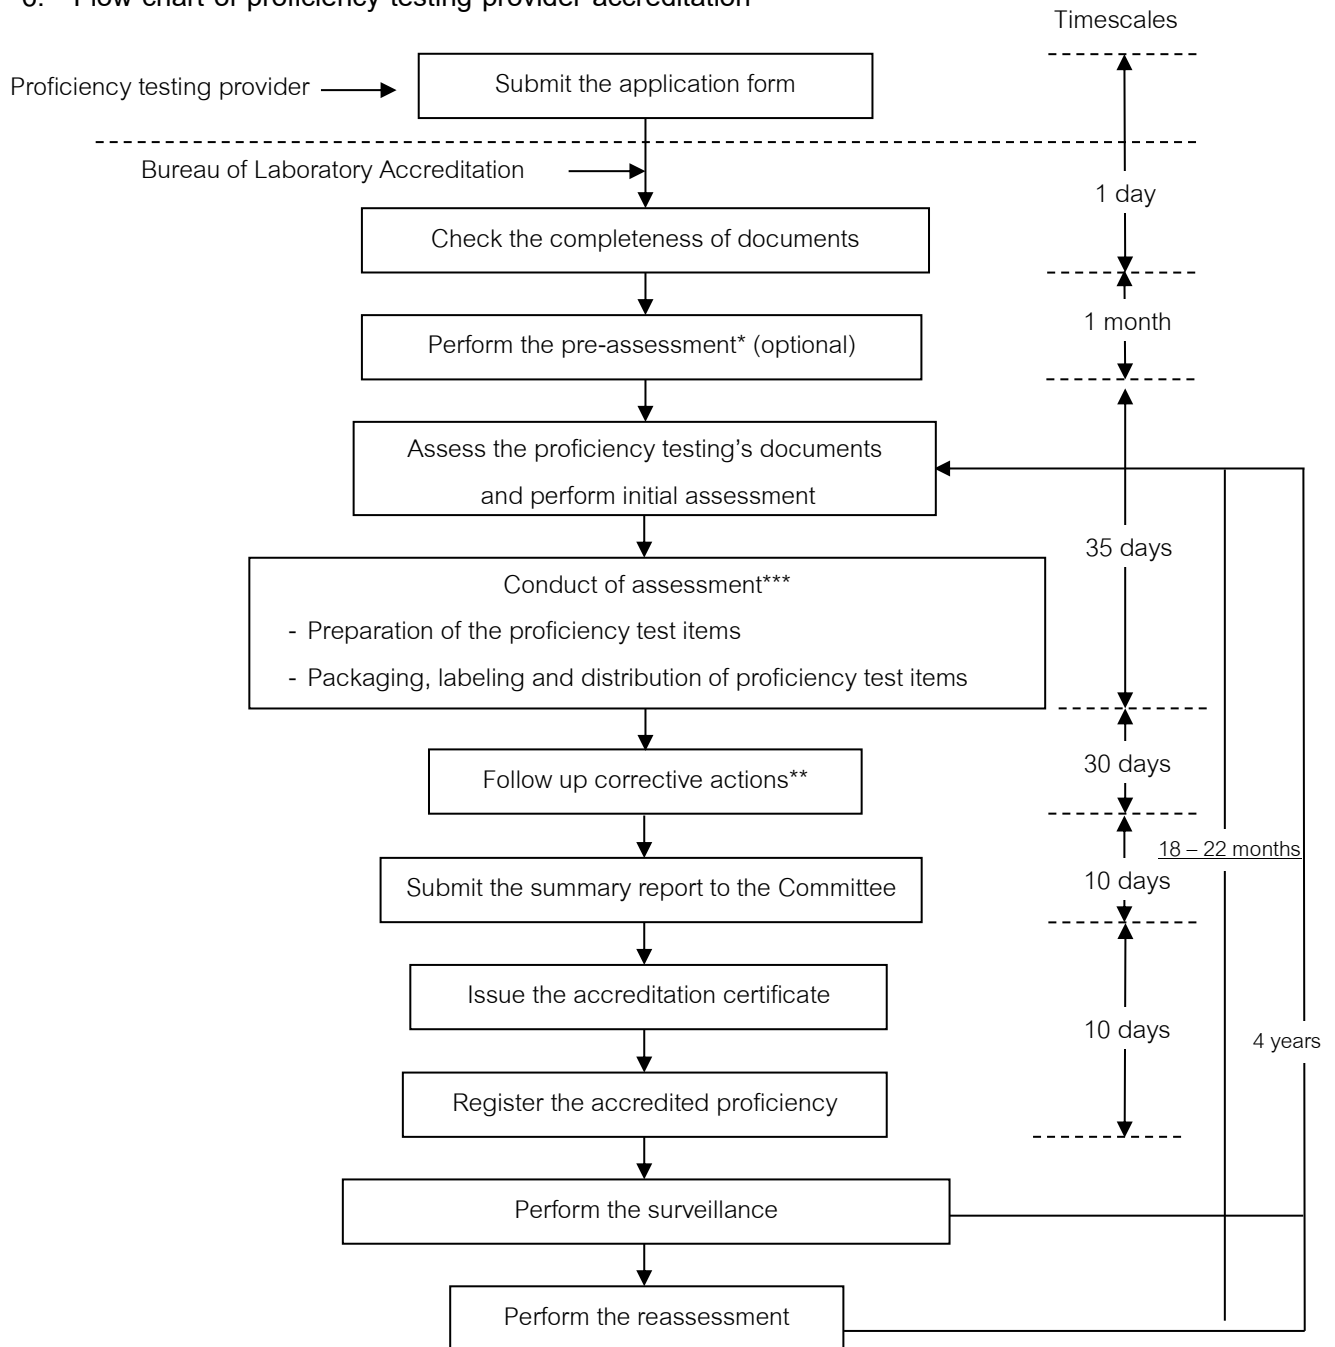 Flow chart of proficiency testing provider accreditation
Timescales
Submit the application form
Proficiency testing provider
Bureau of Laboratory Accreditation
1 day
Check the completeness of documents
1 month
Perform the pre-assessment* (optional)
Assess the proficiency testing’s documents
and perform initial assessment
35 days
Conduct of assessment***
- Preparation of the proficiency test items
- Packaging, labeling and distribution of proficiency test items
30 days
Follow up corrective actions**
18 – 22 months
10 days
Submit the summary report to the Committee
Issue the accreditation certificate
10 days
4 years
Register the accredited proficiency
Perform the surveillance
Perform the reassessment